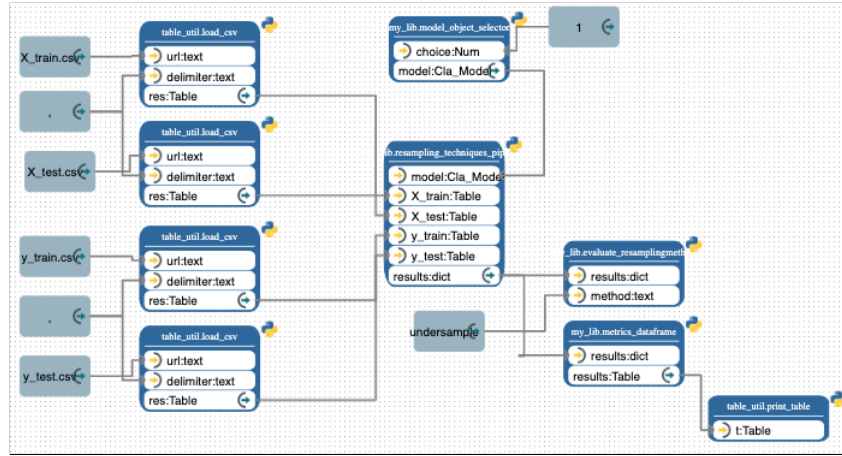 table_util.load_csv
X_train.csv
url:text
,
delimiter:text
res:Table
table_util.load_csv
X_test.csv
url:text
delimiter:text
res:Table
my_lib.model_object_selector
choice:Num
model:Cla_Model
1
lib.resampling_techniques_pip
model:Cla_Mode
X_train:Table
X_test:Table
y_train:Table
y_test:Table
results:dict
table_util.load_csv
y_train.csv
url:text
,
delimiter:text
res:Table
table_util.load_csv
y_test.csv
url:text
delimiter:text
res:Table
undersample
_lib.evaluate_resamplingmeth
results:dict
method:text
my_lib.metrics_dataframe
results:dict
results:Table
table_util.print_table
t:Table